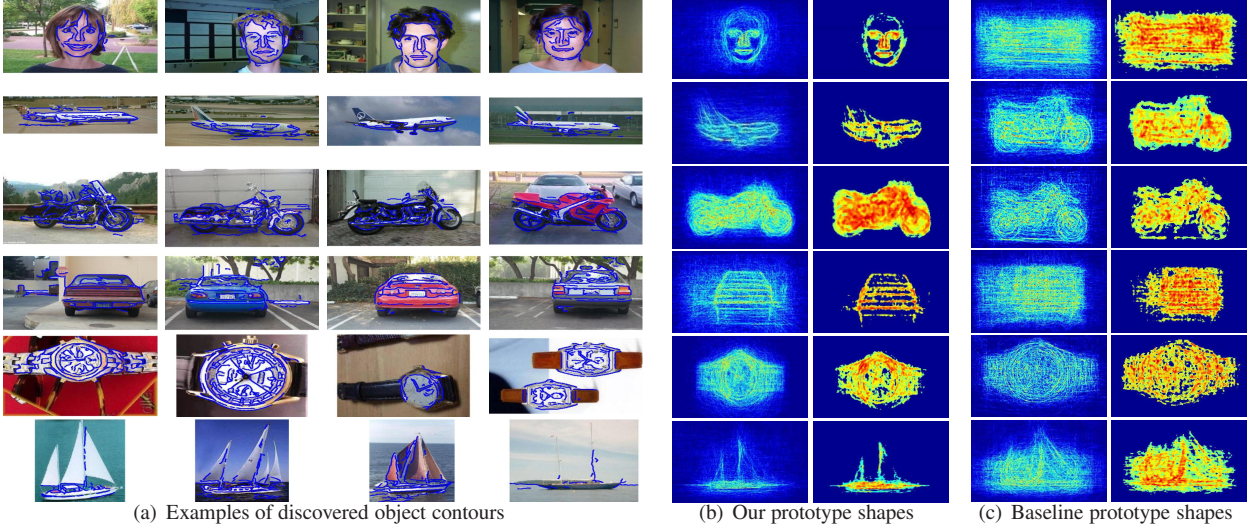 (a) Examples of discovered object contours
(b) Our prototype shapes
(c) Baseline prototype shapes